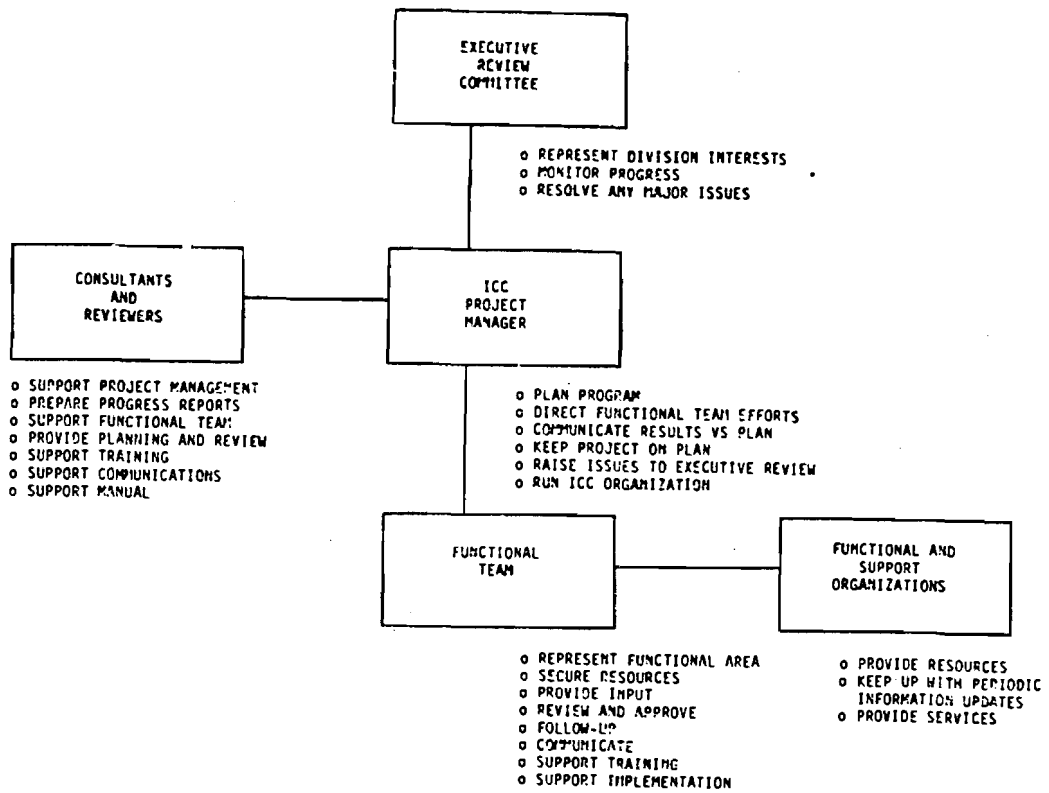 EXECUTIVE
REVIEW
COMMITTEE
o REPRESENT DIVISION INTERESTS
o MONITOR PROGRESS
o RESOLVE ANY MAJOR ISSUES
CONSULTANTS
AND
REVIEWERS
o SUPPORT PROJECT MANAGEMENT
o PREPARE PROGRESS REPORTS
o SUPPORT FUNCTIONAL TEAM
o PROVIDE PLANNING AND REVIEW
o SUPPORT TRAINING
o SUPPORT COMMUNICATIONS
o SUPPORT MANUAL
ICC
PROJECT
MANAGER
o PLAN PROGRAM
o DIRECT FUNCTIONAL TEAM EFFORTS
o COMMUNICATE RESULTS VS PLAN
o KEEP PROJECT ON PLAN
o RAISE ISSUES TO EXECUTIVE REVIEW
o RUN ICC ORGANIZATION
FUNCTIONAL
TEAM
o REPRESENT FUNCTIONAL AREA
o SECURE RESOURCES
o PROVIDE INPUT
o REVIEW AND APPROVE
o FOLLOW-UP
o COMMUNICATE
o SUPPORT TRAINING
o SUPPORT IMPLEMENTATION
FUNCTIONAL AND
SUPPORT
ORGANIZATIONS
o PROVIDE RESOURCES
o KEEP UP WITH PERIODIC
INFORMATION UPDATES
o PROVIDE SERVICES